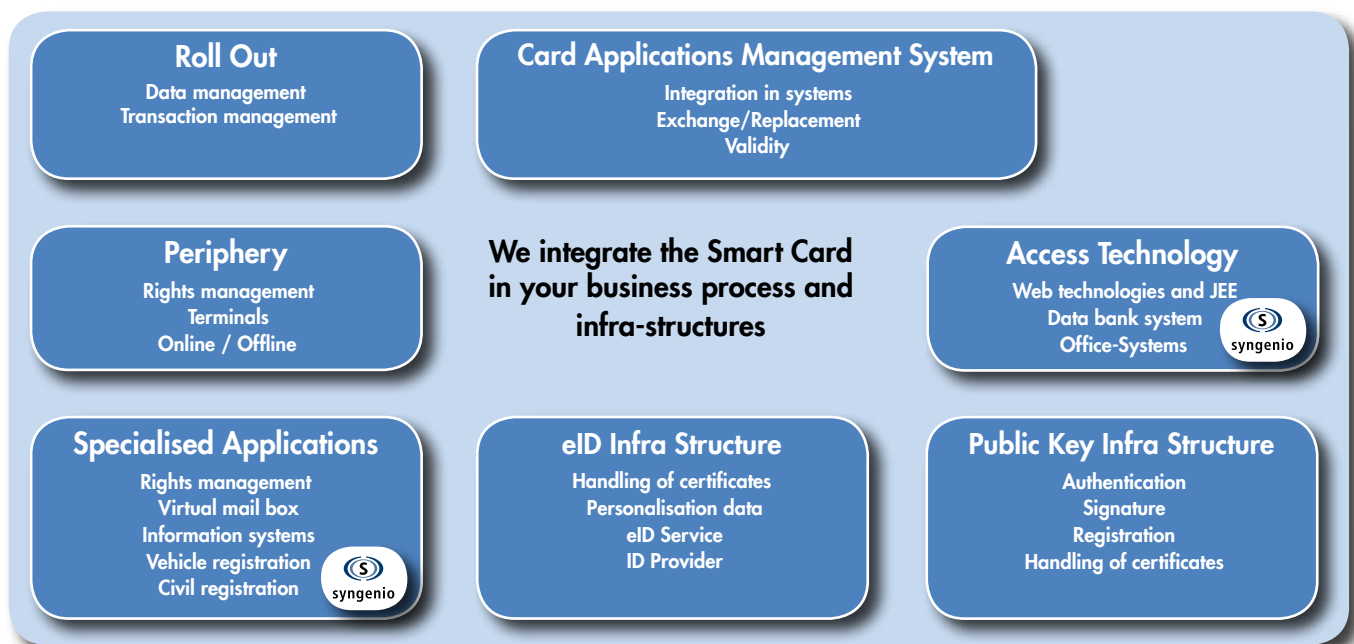 Roll Out
Data management
Transaction management
Card Applications Management System
Integration in systems
Exchange/Replacement
Validity
Periphery
Rights management
Terminals
Online / Offline
We integrate the Smart Card
in your business process and
infra-structures
Access Technology
Web technologies and JEE
Data bank system
Office-Systems
S
syngenio
Specialised Applications
Rights management
Virtual mail box
Information systems
Vehicle registration
Civil registration
S
syngenio
eID Infra Structure
Handling of certificates
Personalisation data
eID Service
ID Provider
Public Key Infra Structure
Authentication
Signature
Registration
Handling of certificates